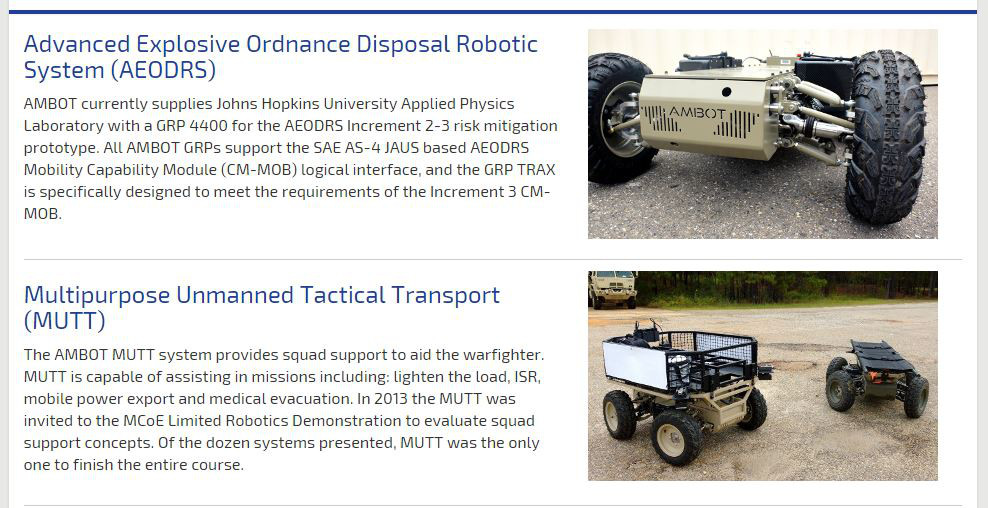 Advanced Explosive Ordnance Disposal Robotic
System (AEODRS)
AMBOT currently supplies Johns Hopkins University Applied Physics
Laboratory with a GRP 4400 for the AEODRS Increment 2-3 risk mitigation
prototype. All AMBOT GRPs support the SAE AS-4 JAUS based AEODRS
Mobility Capability Module (CM-MOB) logical interface, and the GRP TRAX
is specifically designed to meet the requirements of the Increment 3 CM-
MOB.
AMBOT
Multipurpose Unmanned Tactical Transport
(MUTT)
The AMBOT MUTT system provides squad support to aid the warfighter.
MUTT is capable of assisting in missions including: lighten the load, ISR,
mobile power export and medical evacuation. In 2013 the MUTT was
invited to the MCoE Limited Robotics Demonstration to evaluate squad
support concepts. Of the dozen systems presented, MUTT was the only
one to finish the entire course.